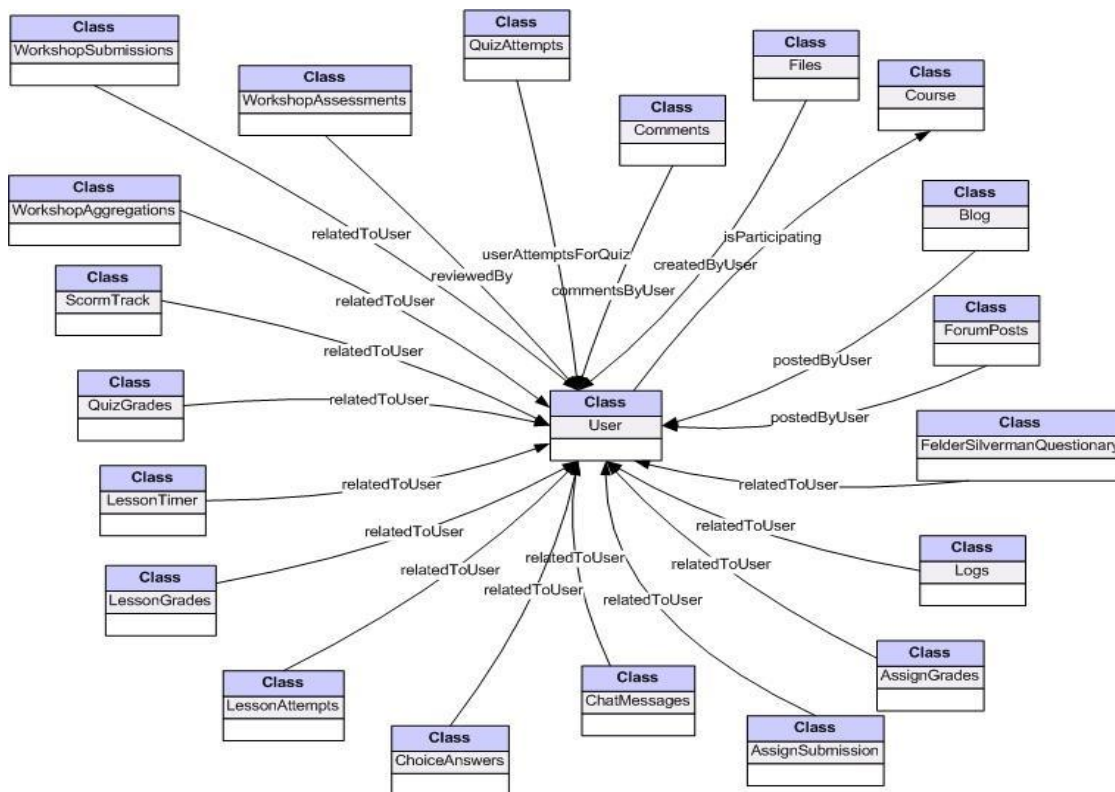 Class
WorkshopSubmissions
Class
QuizAttempts
Class
Files
Class
Course
Class
WorkshopAssessments
Class
Comments
Class
WorkshopAggregations
Class
Blog
relatedToUser
isParticipating
userAttemptsForQuiz
createdByUser
reviewedBy
commentsByUser
Class
ScormTrack
relatedToUser
Class
ForumPosts
relatedToUser
postedByUser
Class
QuizGrades
relatedToUser
Class
User
postedByUser
Class
FelderSilvermanQuestionary
Class
LessonTimer
relatedToUser
relatedToUser
relatedToUser
relatedToUser
Class
Logs
relatedToUser
relatedToUser
relatedToUser
Class
LessonGrades
relatedToUser
relatedToUser
Class
AssignGrades
Class
LessonAttempts
Class
ChatMessages
Class
AssignSubmission
Class
ChoiceAnswers